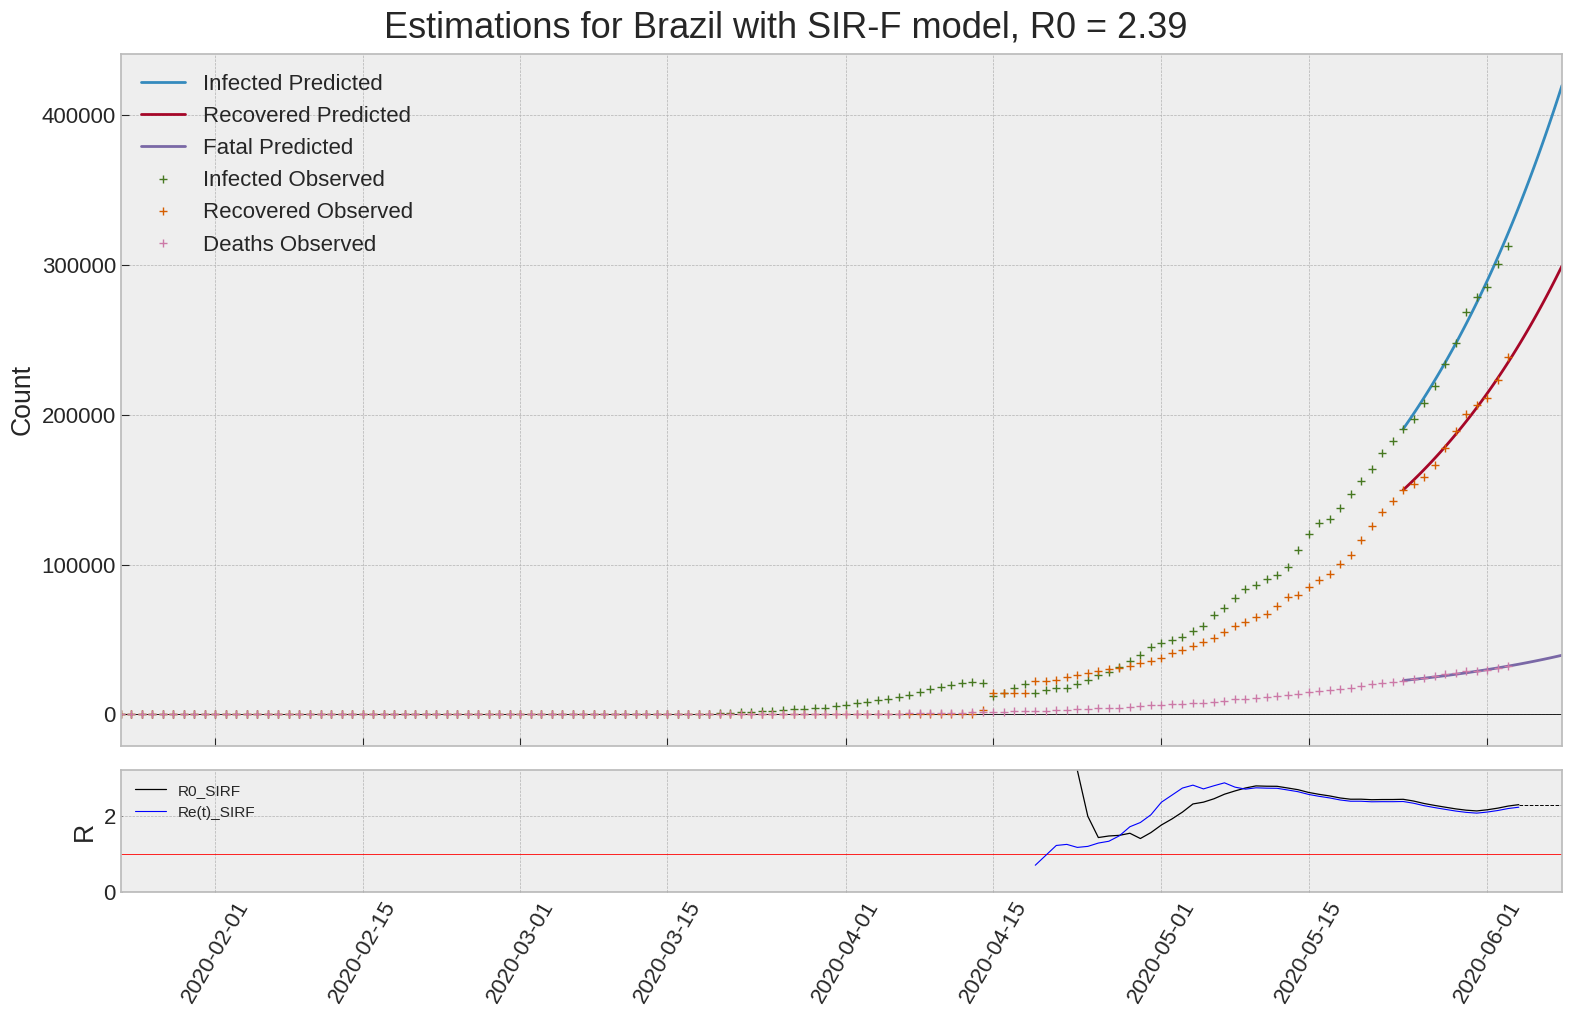 Estimations for Brazil with SIR-F model, R0 = 2.39
Infected Predicted
Recovered Predicted
Fatal Predicted
Infected Observed
Recovered Observed
Deaths Observed
400000
300000
200000
100000
0
Count
R0_SIRF
Re(t)_SIRF
2
0
R
2020-02-01
2020-02-15
2020-03-01
2020-03-15
2020-04-01
2020-04-15
2020-05-01
2020-05-15
2020-06-01